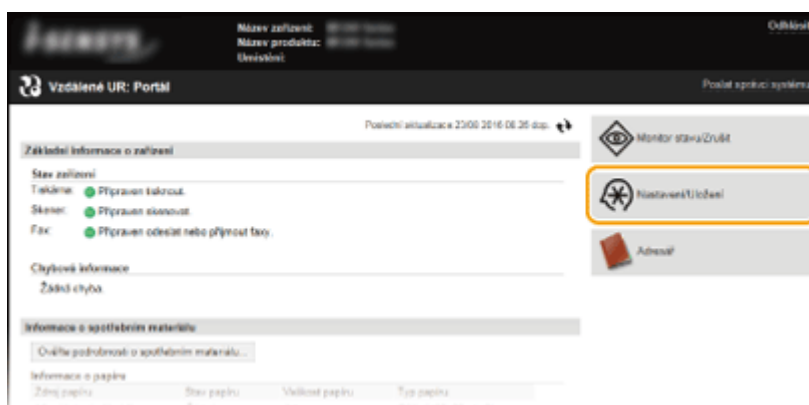 Název zařízení:
Název produktu:
Umístění:
Odhlásit
Vzdálené UR: Portál
Poslat správci systému
Poslední aktualizace 23/08 2016 08:26 dop.
Základní informace o zařízení
Stav zařízení
Tiskárna: Připraven tisknout.
Skener: Připraven skenovat.
Fax: Připraven odeslat nebo přijmout faxy.
Chybová informace
Žádná chyba.
Informace o spotřebním materiálu
Ověřte podrobnosti o spotřebním materiálu...
Informace o papíru
Zdroj papíru Stav papíru Velikost papíru Typ papíru
Monitor stavu/Zrušit
Nastavení/Uložení
Adresář